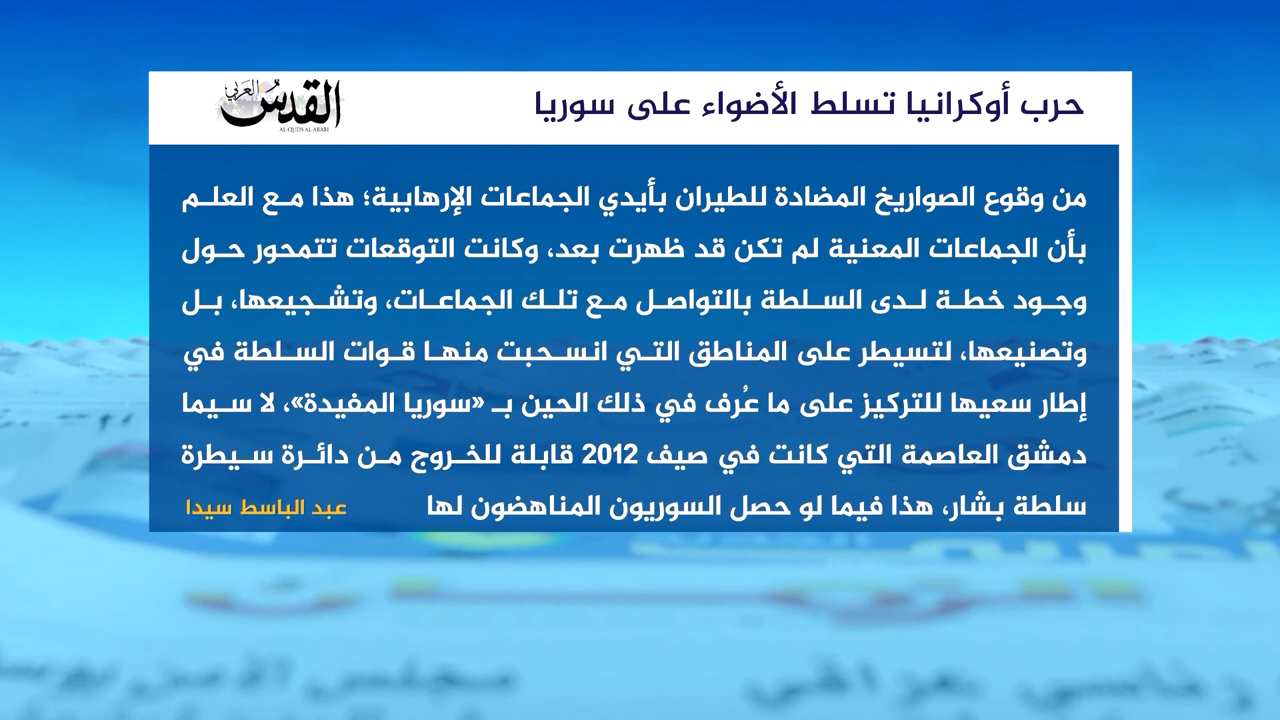 حرب أوكرانيا تسلط الأضواء على سوريا
القدس العربي
AL-QUDS AL-ARABI
من وقوع الصواريخ المضادة للطيران بأيدي الجماعات الإرهابية؛ هذا مع العلم
بأن الجماعات المعنية لم تكن قد ظهرت بعد، وكانت التوقعات تتمحور حول
وجود خطة لدى السلطة بالتواصل مع تلك الجماعات، وتشجيعها، بل
وتصنيعها، لتسيطر على المناطق التي انسحبت منها قوات السلطة في
إطار سعيها للتركيز على ما عُرف في ذلك الحين بـ «سوريا المفيدة»، لا سيما
دمشق العاصمة التي كانت في صيف 2012 قابلة للخروج من دائرة سيطرة
سلطة بشار، هذا فيما لو حصل السوريون المناهضون لها
عبد الباسط سيدا
مجلس الأمن